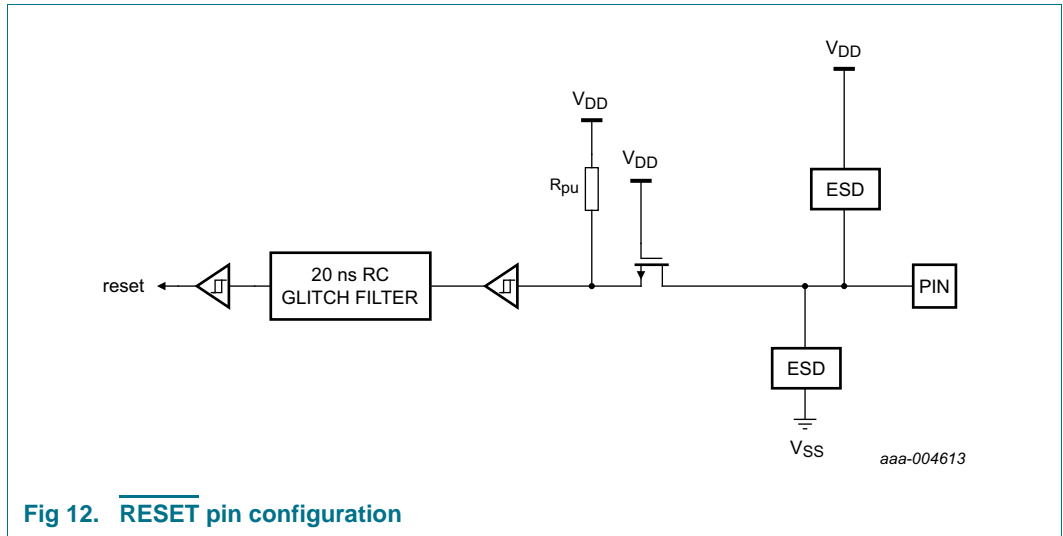 VDD
VDD
VDD
Rpu
ESD
reset
20 ns RC
GLITCH FILTER
PIN
ESD
VSS
aaa-004613
Fig 12. RESET pin configuration